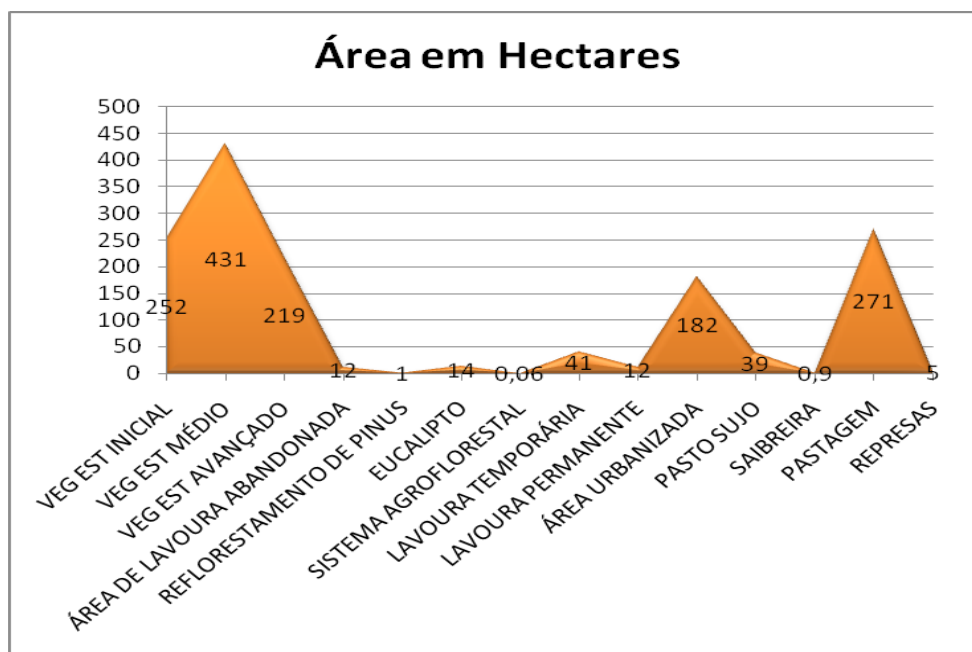 Área em Hectares
500
450
400
350
300
250
200
150
100
50
0
252
431
219
12
1
14
0,06
41
12
182
39
0,9
271
5
VEG EST INICIAL
VEG EST MÉDIO
VEG EST AVANÇADO
ÁREA DE LAVOURA ABANDONADA
REFLORESTAMENTO DE PINUS
EUCALIPTO
SISTEMA AGROFLORESTAL
LAVOURA TEMPORÁRIA
LAVOURA PERMANENTE
ÁREA URBANIZADA
PASTO SUJO
SAIBREIRA
PASTAGEM
REPRESAS